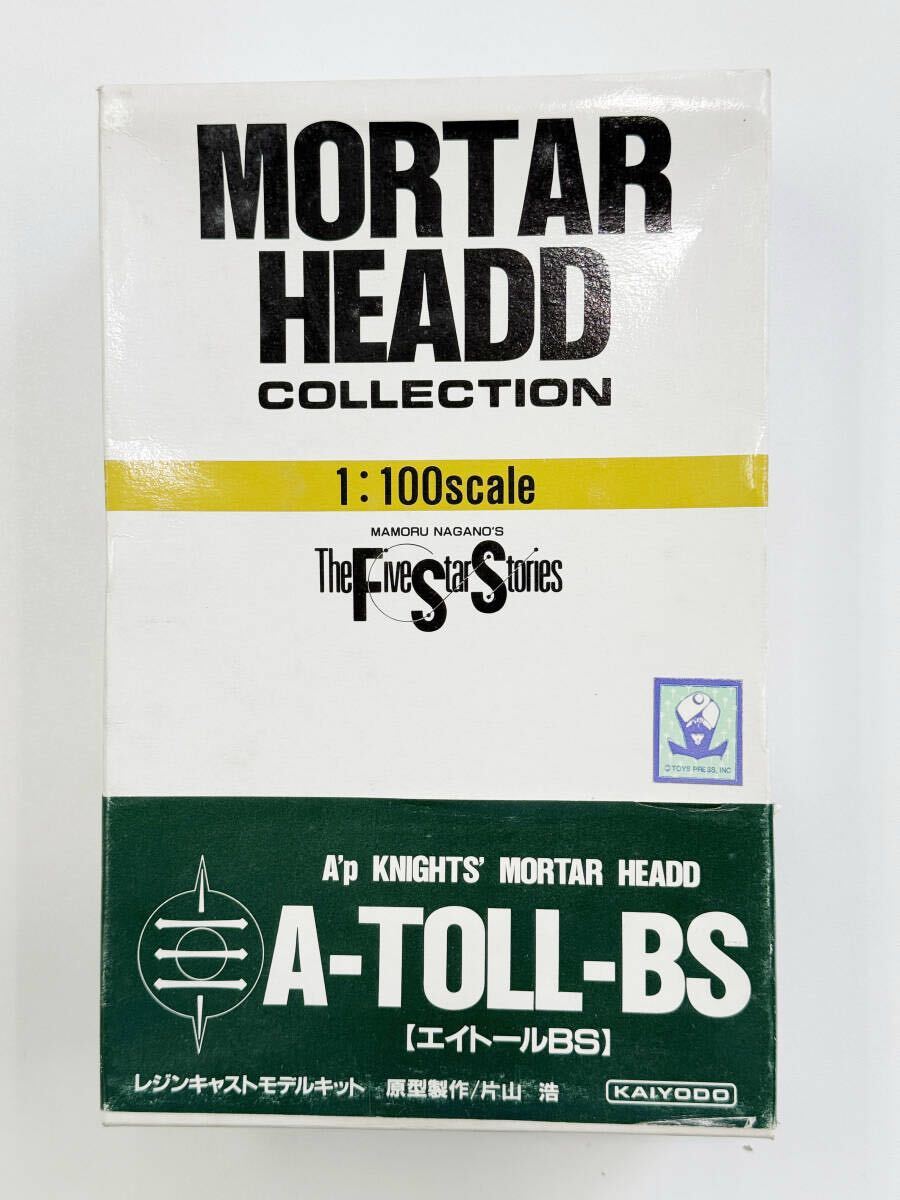 MORTAR
HEADD
COLLECTION
1:100scale
MAMORU NAGANO'S
The Five Star Stories
©TOYS PRESS, INC
A'p KNIGHTS' MORTAR HEADD
A-TOLL-BS
【エイトールBS】
レジンキャストモデルキット 原型製作/片山 浩
KAIYODO